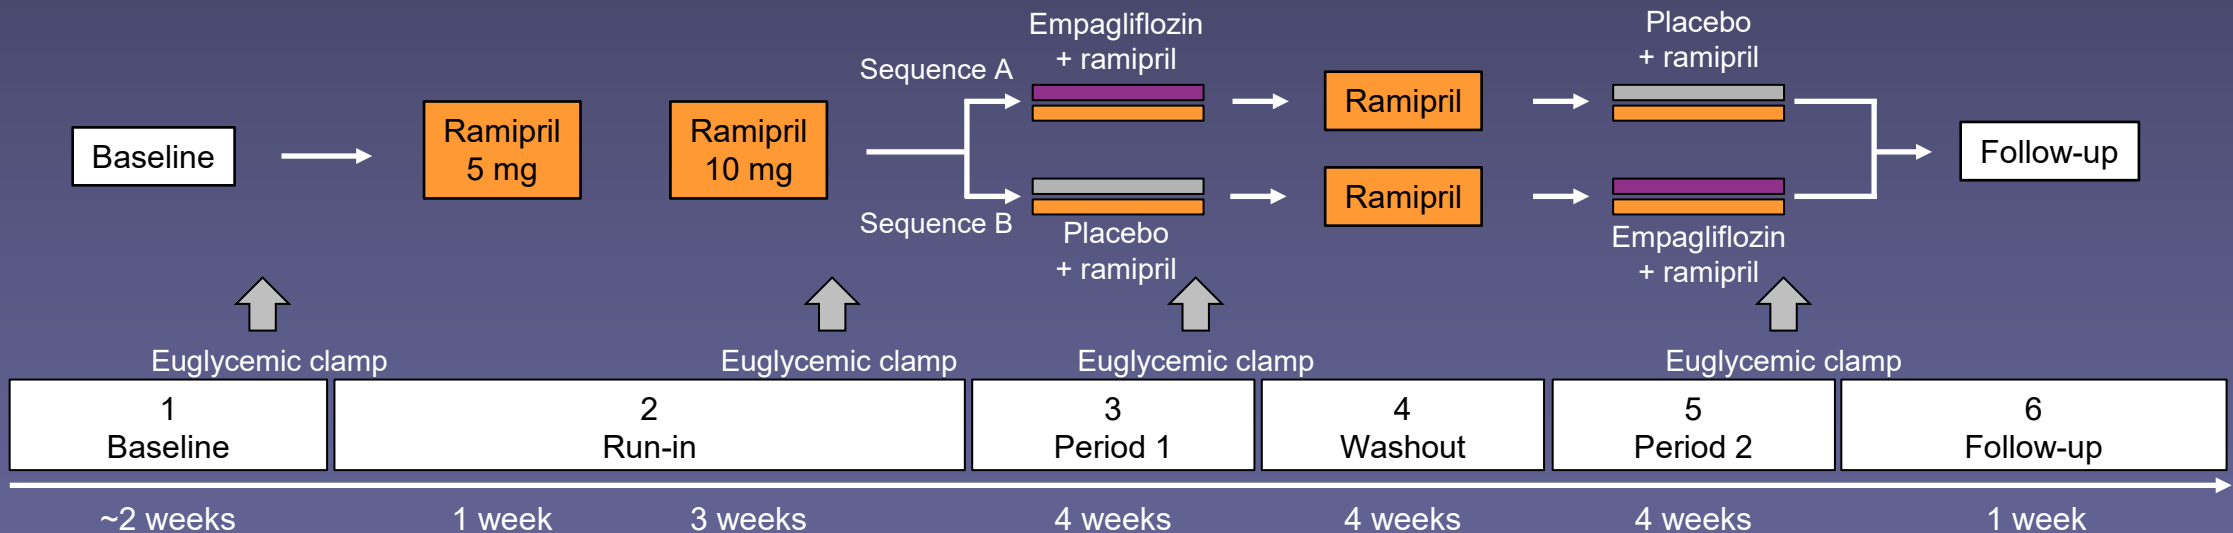 Baseline
Ramipril
5 mg
Ramipril
10 mg
Sequence A
Empagliflozin
+ ramipril
Ramipril
Placebo
+ ramipril
Sequence B
Placebo
+ ramipril
Ramipril
Empagliflozin
+ ramipril
Follow-up
Euglycemic clamp
Euglycemic clamp
Euglycemic clamp
Euglycemic clamp
1
Baseline
2
Run-in
3
Period 1
4
Washout
5
Period 2
6
Follow-up
~2 weeks
1 week
3 weeks
4 weeks
4 weeks
4 weeks
1 week